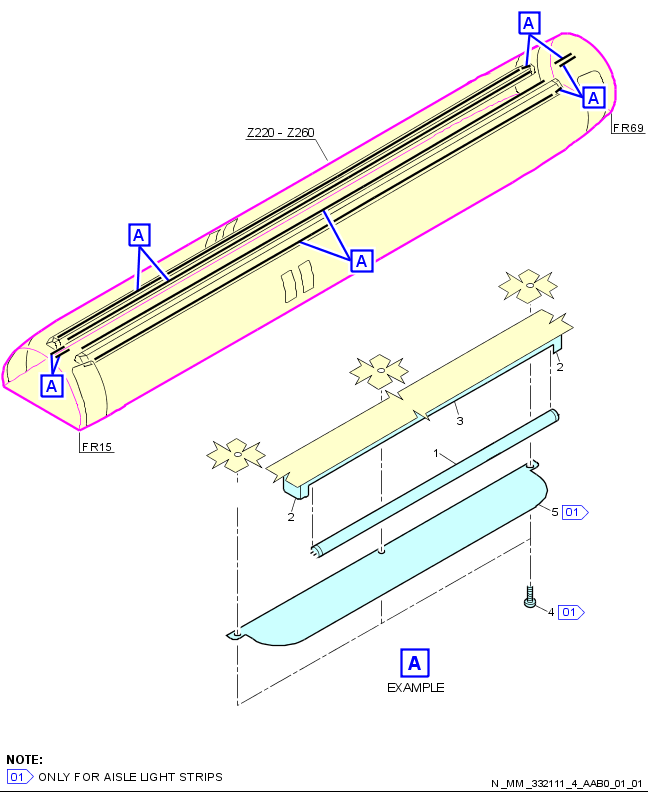 A
A
FR69
Z220 - Z260
A
A
A
FR15
2
3
1
2
5 01
4 01
A
EXAMPLE
NOTE:
01 ONLY FOR AISLE LIGHT STRIPS
N_MM_332111_4_AAB0_01_01